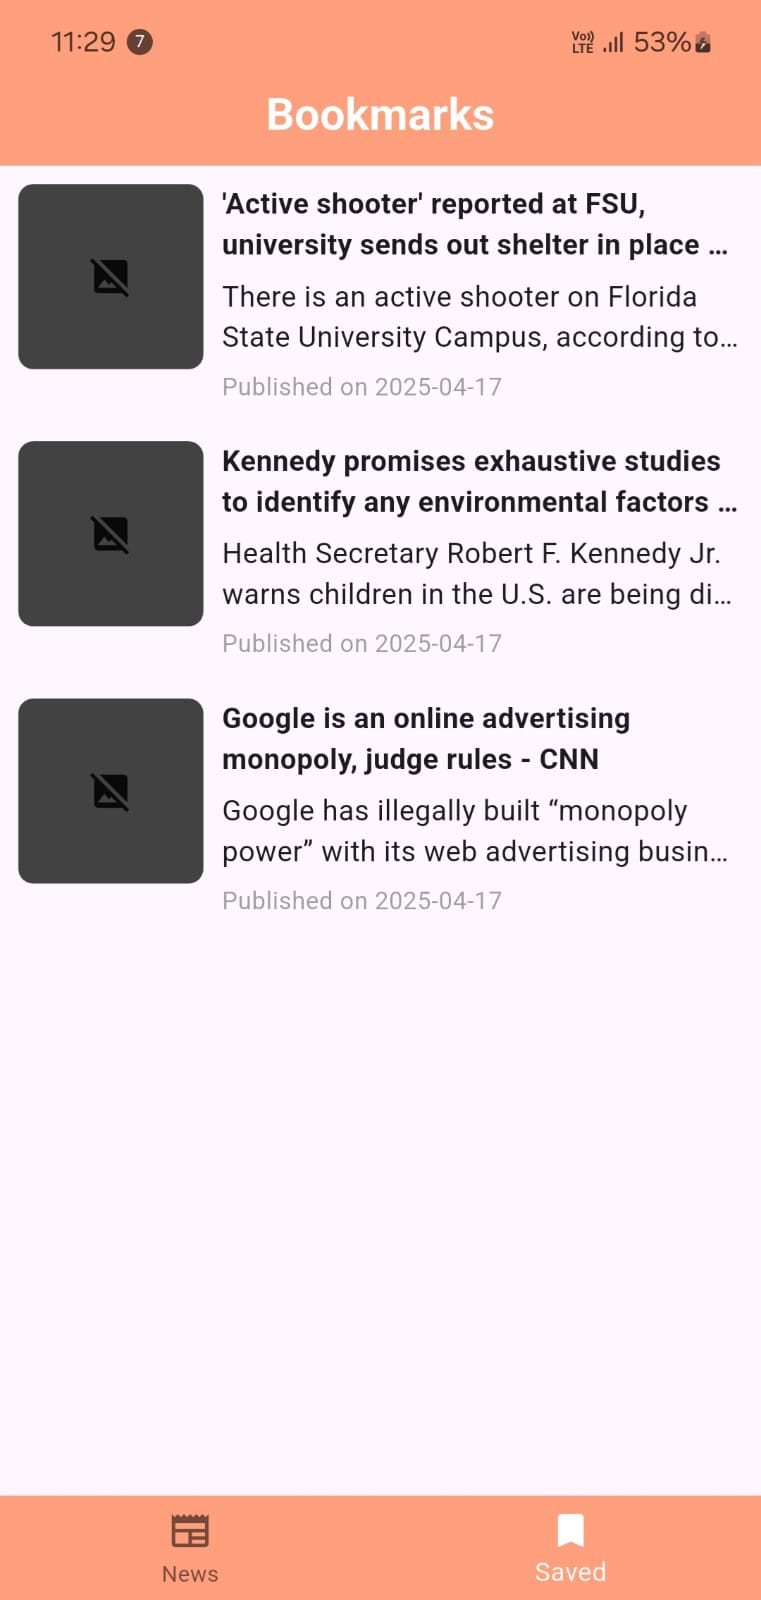 11:29 7 Vo)) LTE 53%
Bookmarks
'Active shooter' reported at FSU,
university sends out shelter in place ...
There is an active shooter on Florida
State University Campus, according to...
Published on 2025-04-17
Kennedy promises exhaustive studies
to identify any environmental factors ...
Health Secretary Robert F. Kennedy Jr.
warns children in the U.S. are being di...
Published on 2025-04-17
Google is an online advertising
monopoly, judge rules - CNN
Google has illegally built “monopoly
power” with its web advertising busin...
Published on 2025-04-17
News Saved